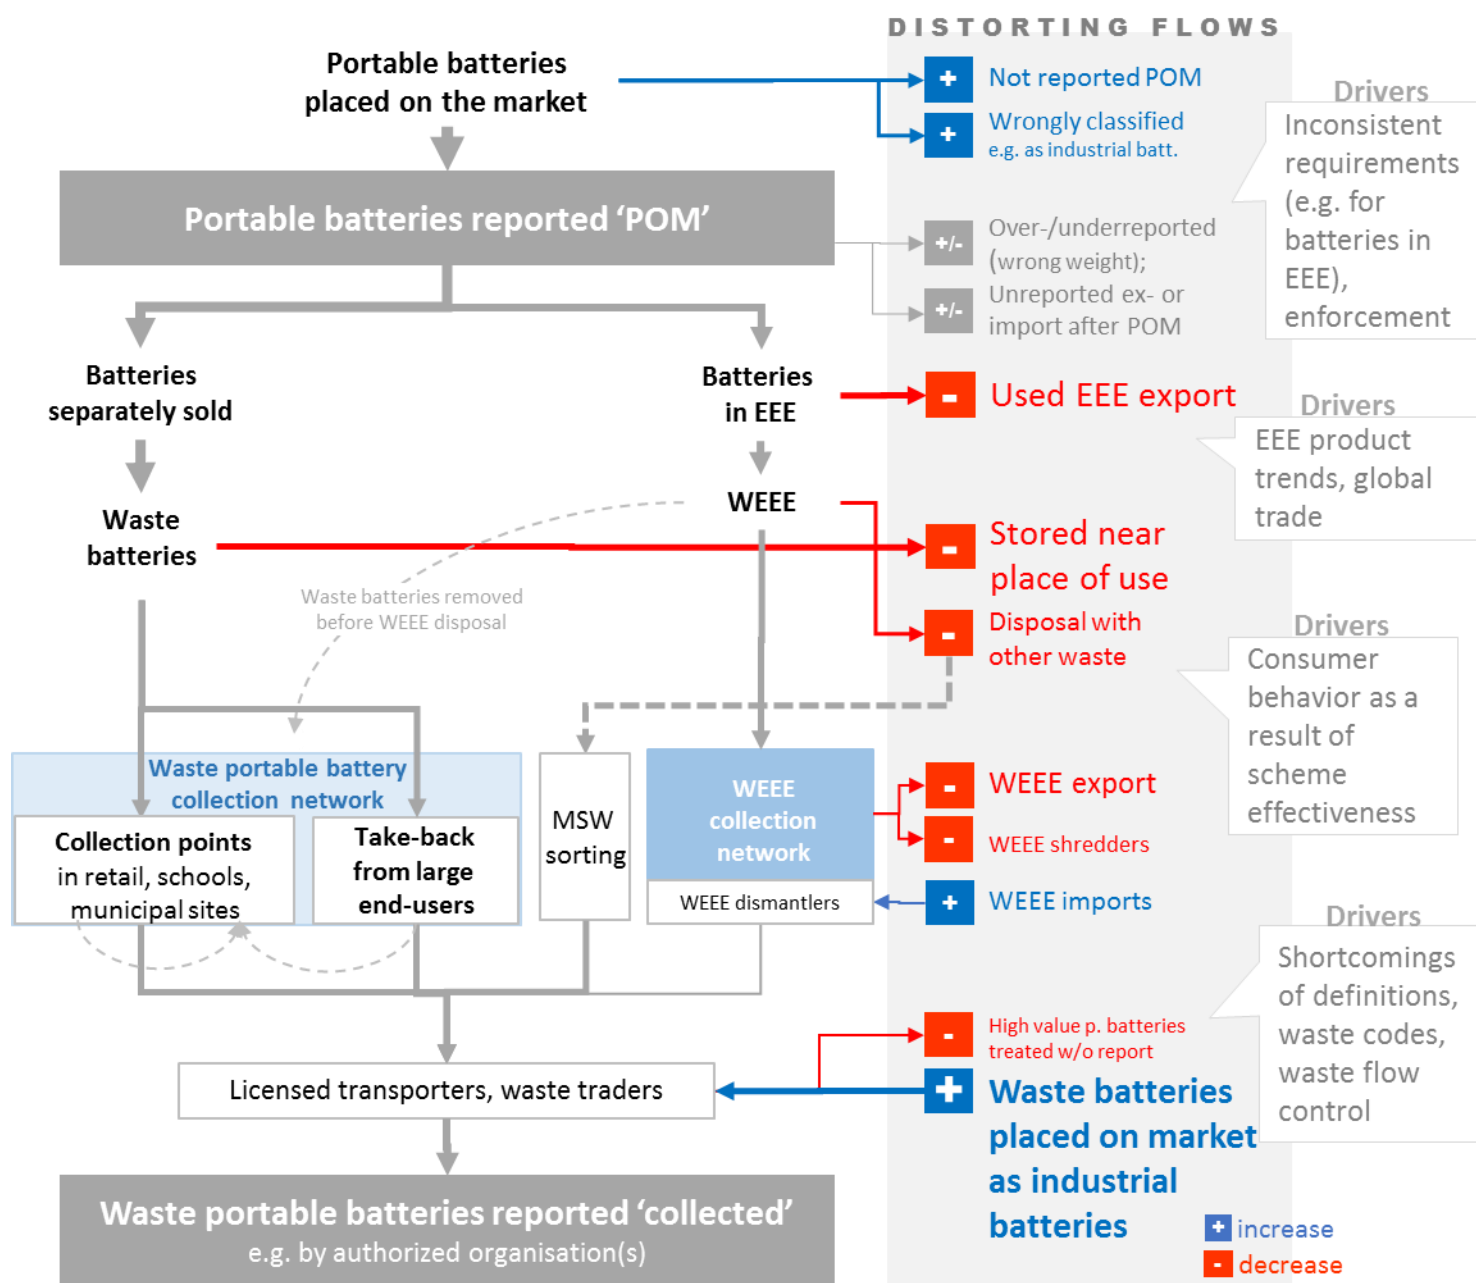 DISTORTING FLOWS
Portable batteries
placed on the market
+
Not reported POM
+
Wrongly classified
e.g. as industrial batt.
Drivers
Inconsistent
requirements
(e.g. for
batteries in
EEE),
enforcement
Portable batteries reported ‘POM’
+/-
Over-/underreported
(wrong weight);
+/-
Unreported ex- or
import after POM
Batteries
separately sold
Batteries
in EEE
-
Used EEE export
Drivers
EEE product
trends, global
trade
Waste
batteries
WEEE
-
Stored near
place of use
Waste batteries removed
before WEEE disposal
-
Disposal with
other waste
Drivers
Consumer
behavior as a
result of
scheme
effectiveness
Waste portable battery
collection network
Collection points
in retail, schools,
municipal sites
Take-back
from large
end-users
MSW
sorting
WEEE
collection
network
WEEE dismantlers
-
WEEE export
-
WEEE shredders
+
WEEE imports
Drivers
Shortcomings
of definitions,
waste codes,
waste flow
control
-
High value p. batteries
treated w/o report
Licensed transporters, waste traders
+
Waste batteries
placed on market
as industrial
batteries
Waste portable batteries reported ‘collected’
e.g. by authorized organisation(s)
+ increase
- decrease